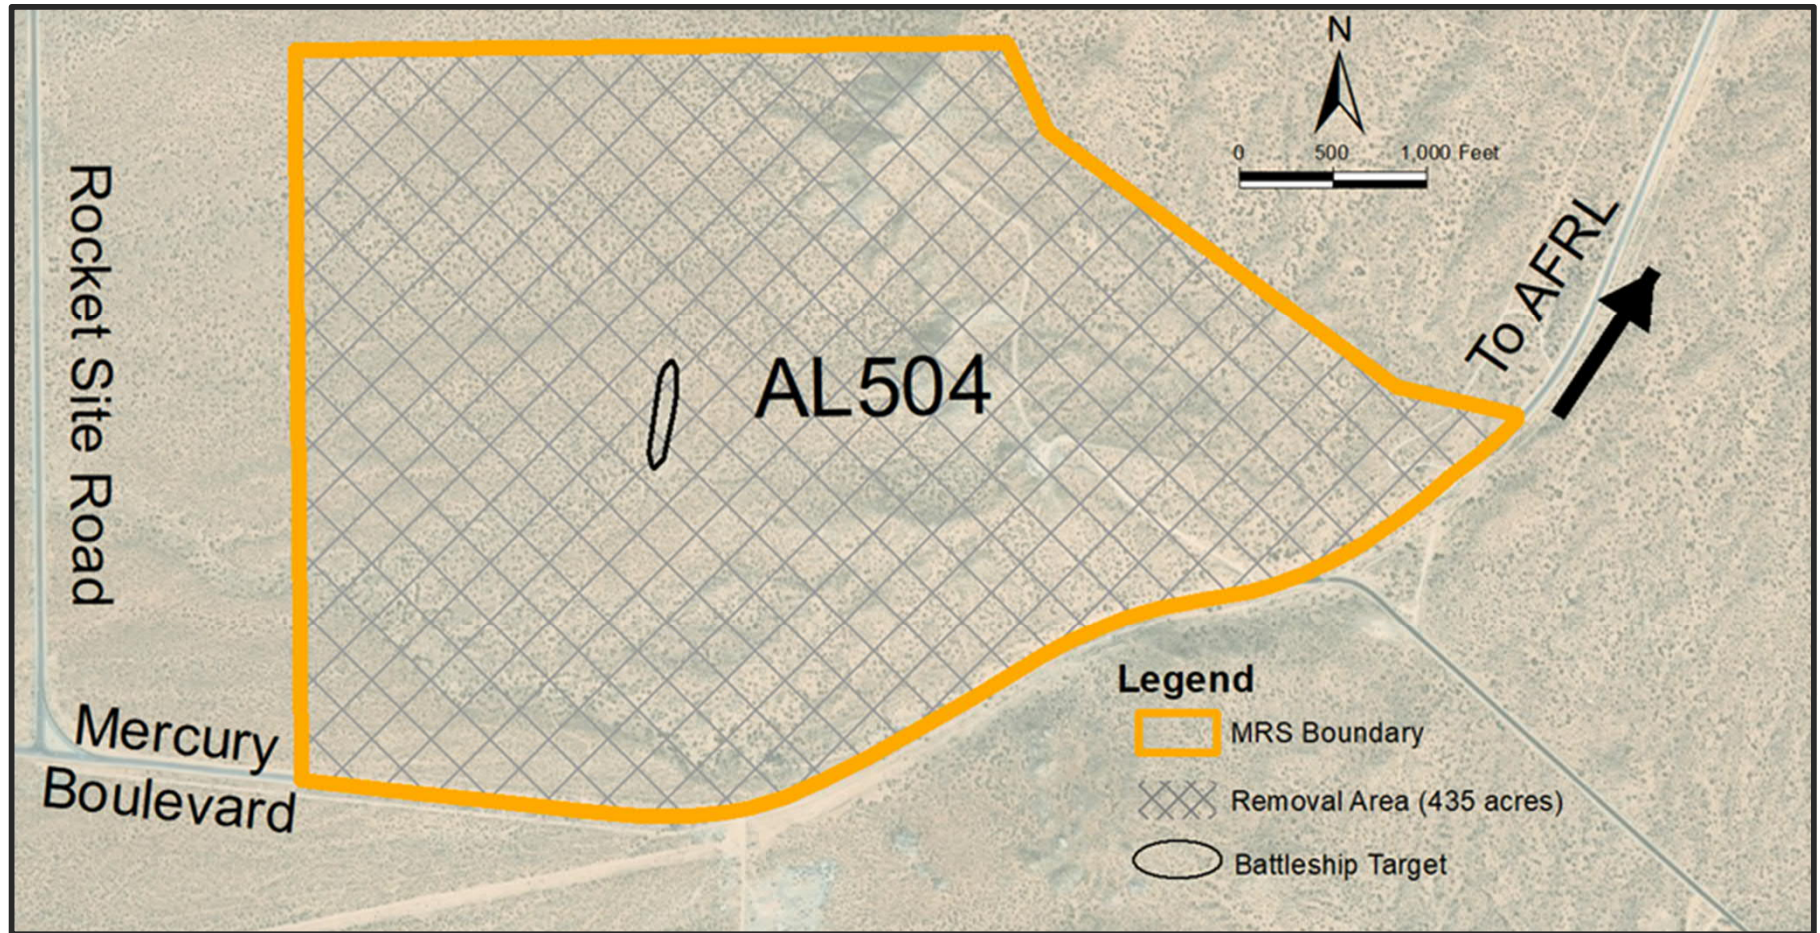 N
0 500 1,000 Feet
Rocket Site Road
To AFRL
AL504
Mercury
Boulevard
Legend
MRS Boundary
Removal Area (435 acres)
Battleship Target